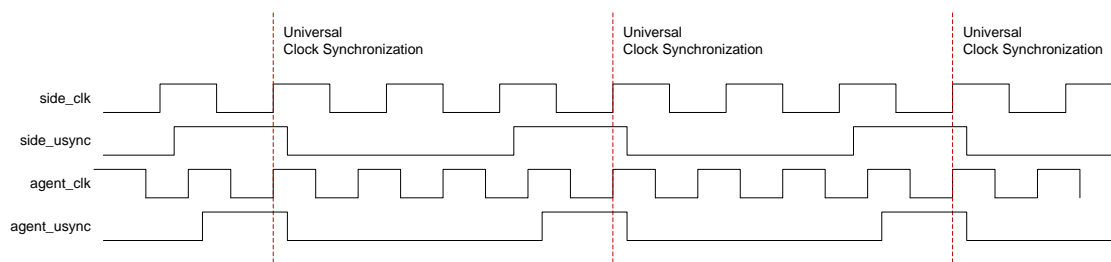 Universal
Clock Synchronization
Universal
Clock Synchronization
Universal
Clock Synchronization
side_clk
side_usync
agent_clk
agent_usync